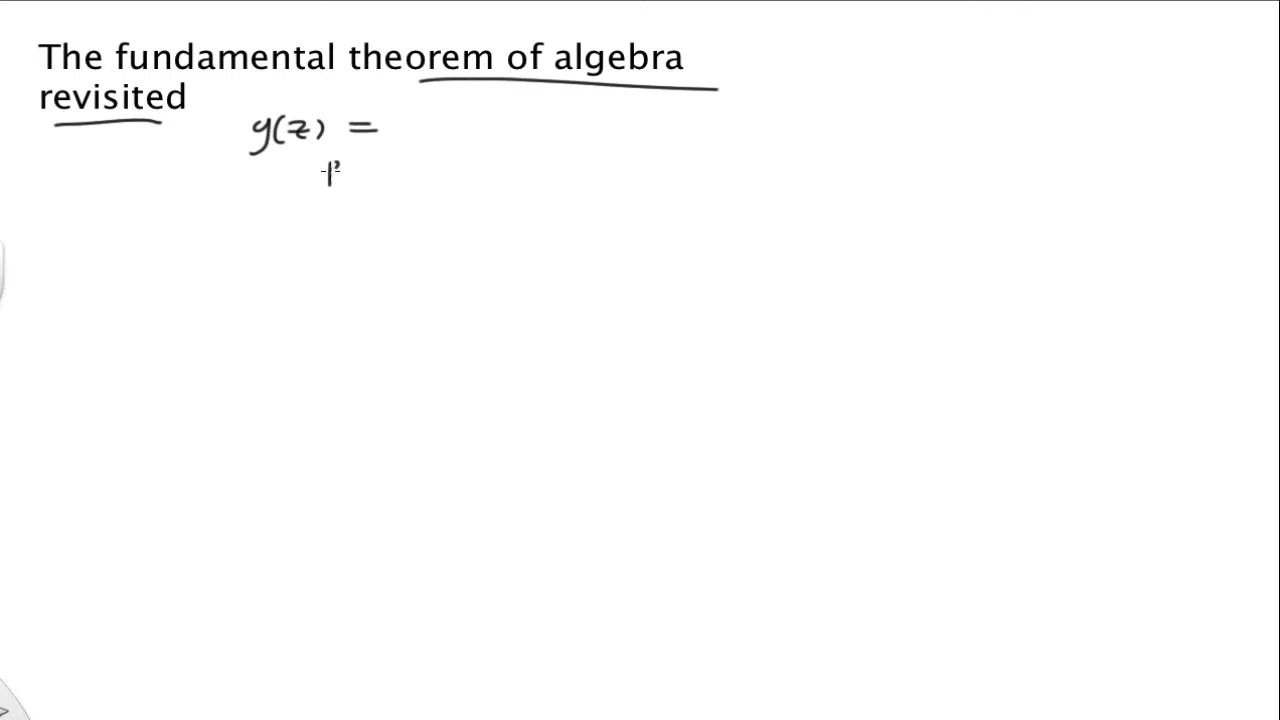 The fundamental theorem of algebra
revisited
g(z) =